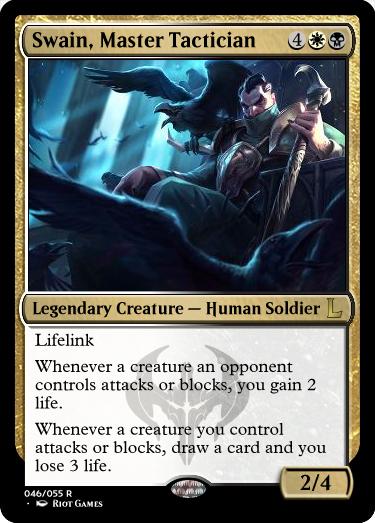 Swain, Master Tactician 4
Legendary Creature — Human Soldier L
Lifelink
Whenever a creature an opponent
controls attacks or blocks, you gain 2
life.
Whenever a creature you control
attacks or blocks, draw a card and you
lose 3 life.
2/4
046/055 R
· Riot Games